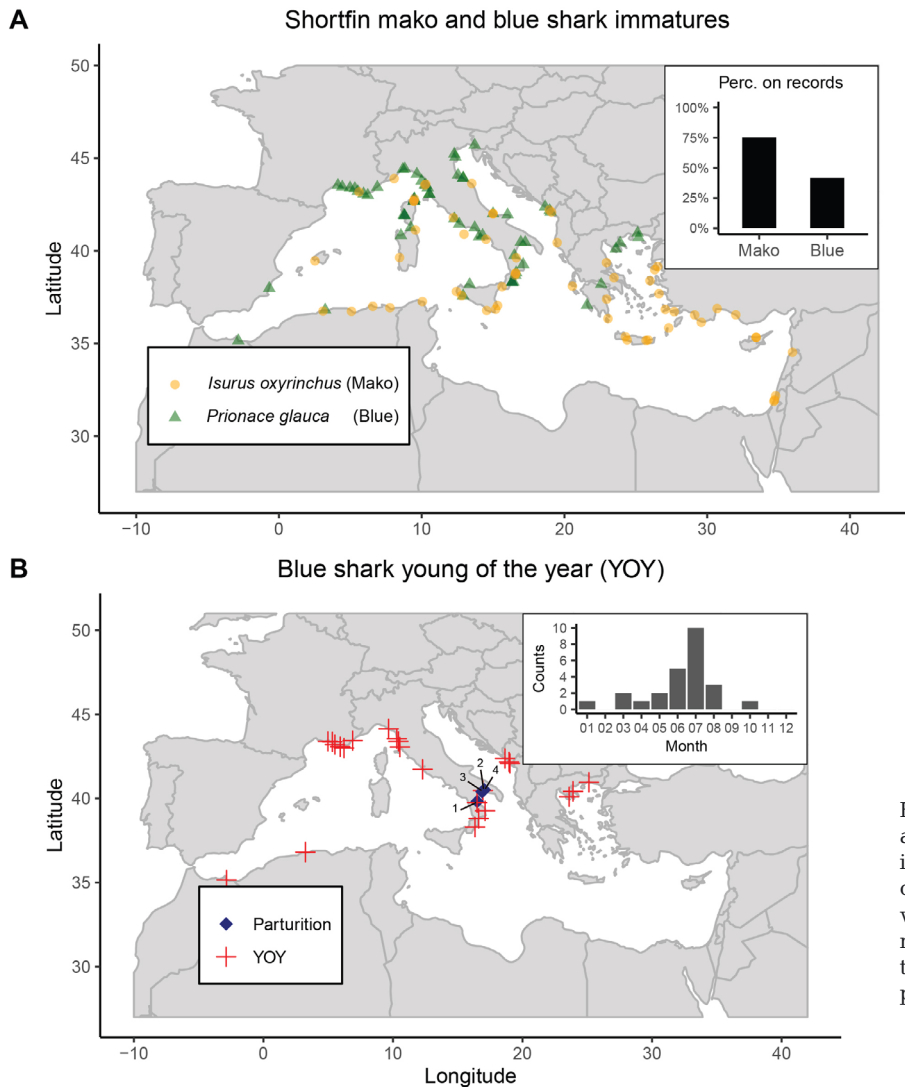 A
Shortfin mako and blue shark immatures
50
45
40
35
30
Latitude
Perc. on records
100%
75%
50%
25%
0%
Mako Blue
Isurus oxyrinchus (Mako)
Prionace glauca (Blue)
−10 0 10 20 30 40
B
Blue shark young of the year (YOY)
50
45
40
35
30
Latitude
Counts
10
8
6
4
2
0
01 02 03 04 05 06 07 08 09 10 11 12
Month
2
3 4
1
Parturition
YOY
−10 0 10 20 30 40
Longitude